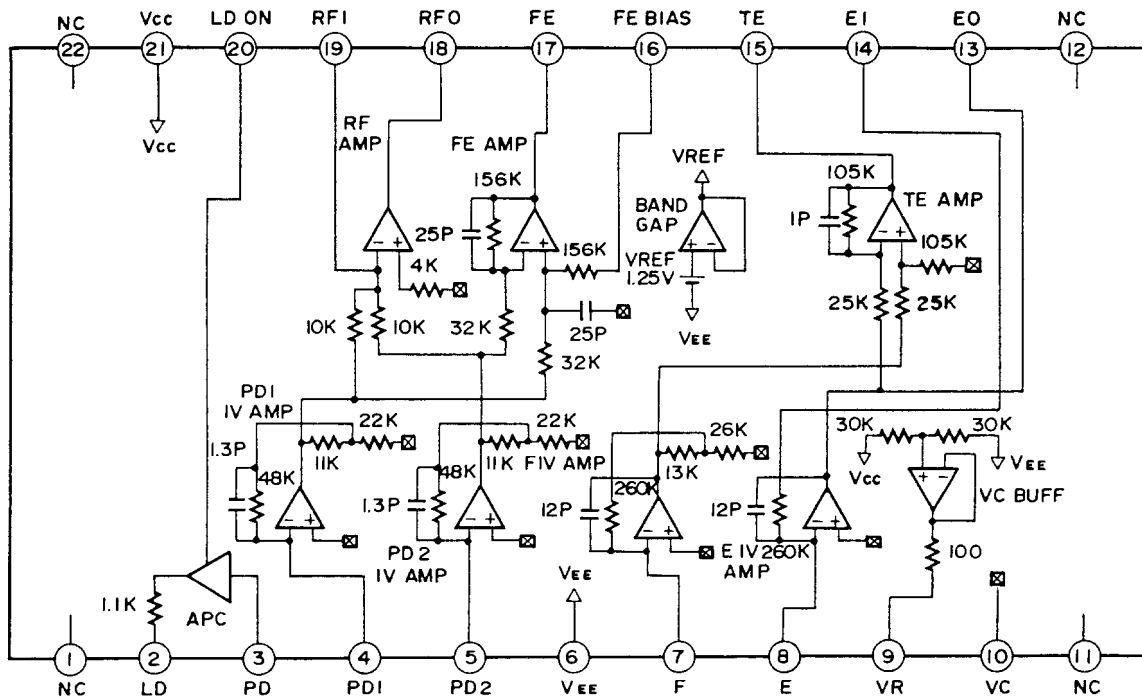 NC Vcc LD ON RFI RFO FE FE BIAS TE EI EO NC
22 21 20 19 18 17 16 15 14 13 12
Vcc
RF AMP
FE AMP
156K
25P
4K
156K
25P
10K
10K
32K
32K
VREF
BAND GAP
VREF 1.25V
VEE
105K
1P
TE AMP
105K
25K
25K
PD1 IV AMP
22K
11K
1.3P
48K
22K
11K
1.3P
48K
PD2 IV AMP
F IV AMP
26K
13K
260K
12P
12P
260K
E IV AMP
30K
30K
Vcc
VEE
VC BUFF
100
1.1K
APC
VEE
1 2 3 4 5 6 7 8 9 10 11
NC LD PD PD1 PD2 VEE F E VR VC NC